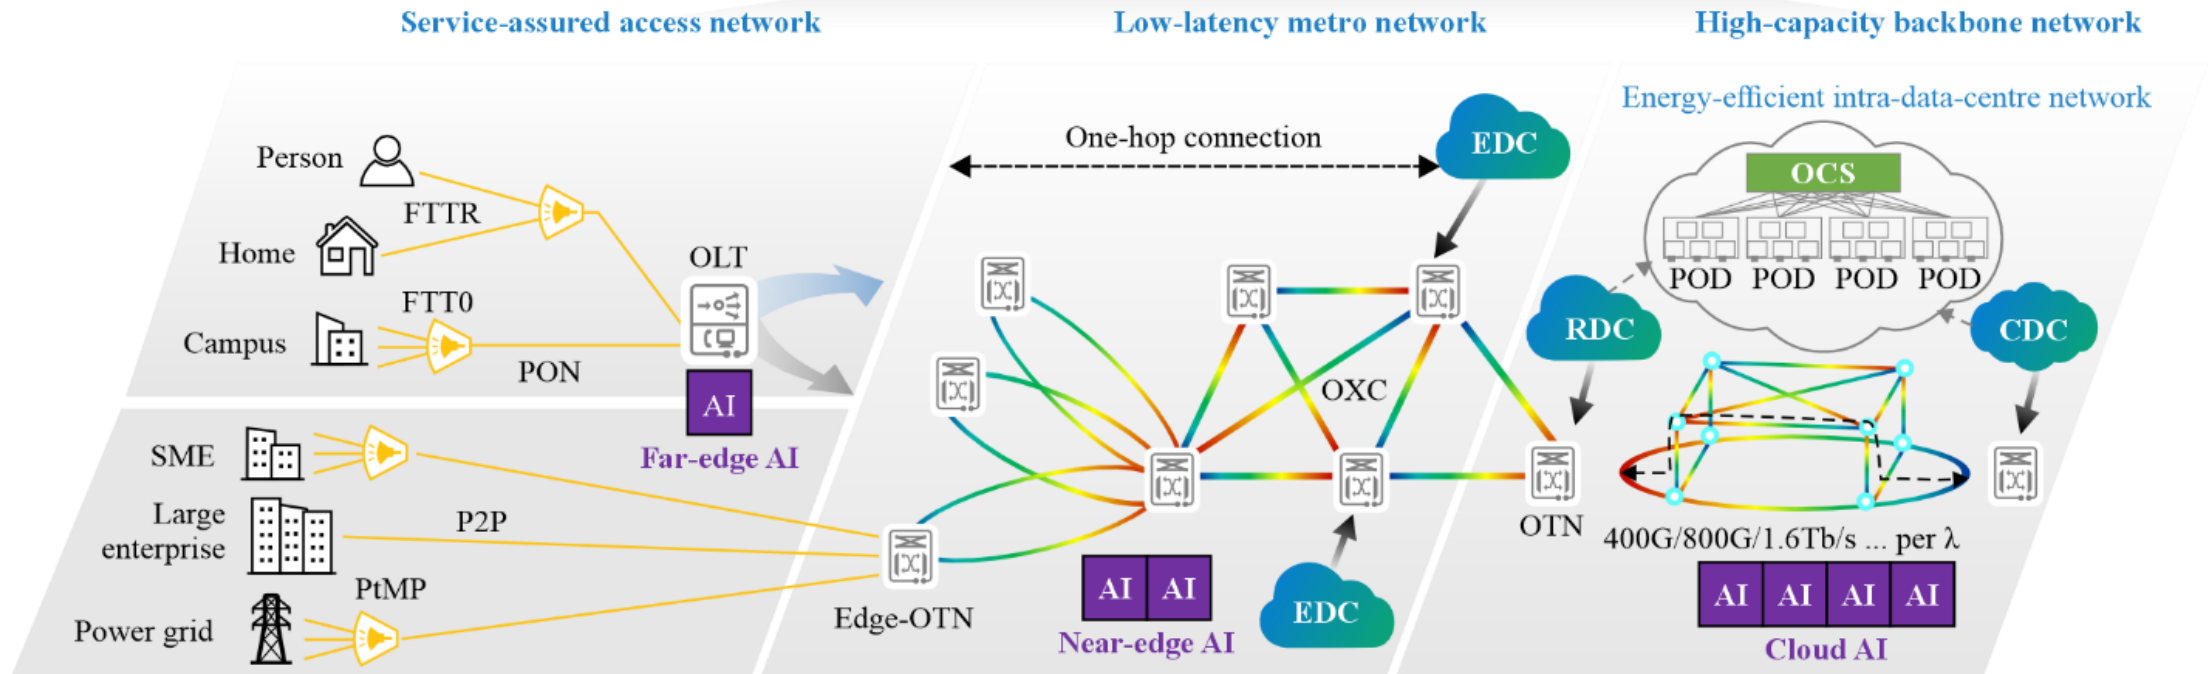 Service-assured access network
Low-latency metro network
High-capacity backbone network
Energy-efficient intra-data-centre network
Person
FTTR
Home
FTT0
Campus
PON
OLT
AI
Far-edge AI
SME
Large
enterprise
P2P
PtMP
Power grid
Edge-OTN
One-hop connection
EDC
OXC
OTN
AI AI
Near-edge AI
EDC
OCS
POD POD POD POD
RDC
CDC
400G/800G/1.6Tb/s ... per λ
AI AI AI AI
Cloud AI